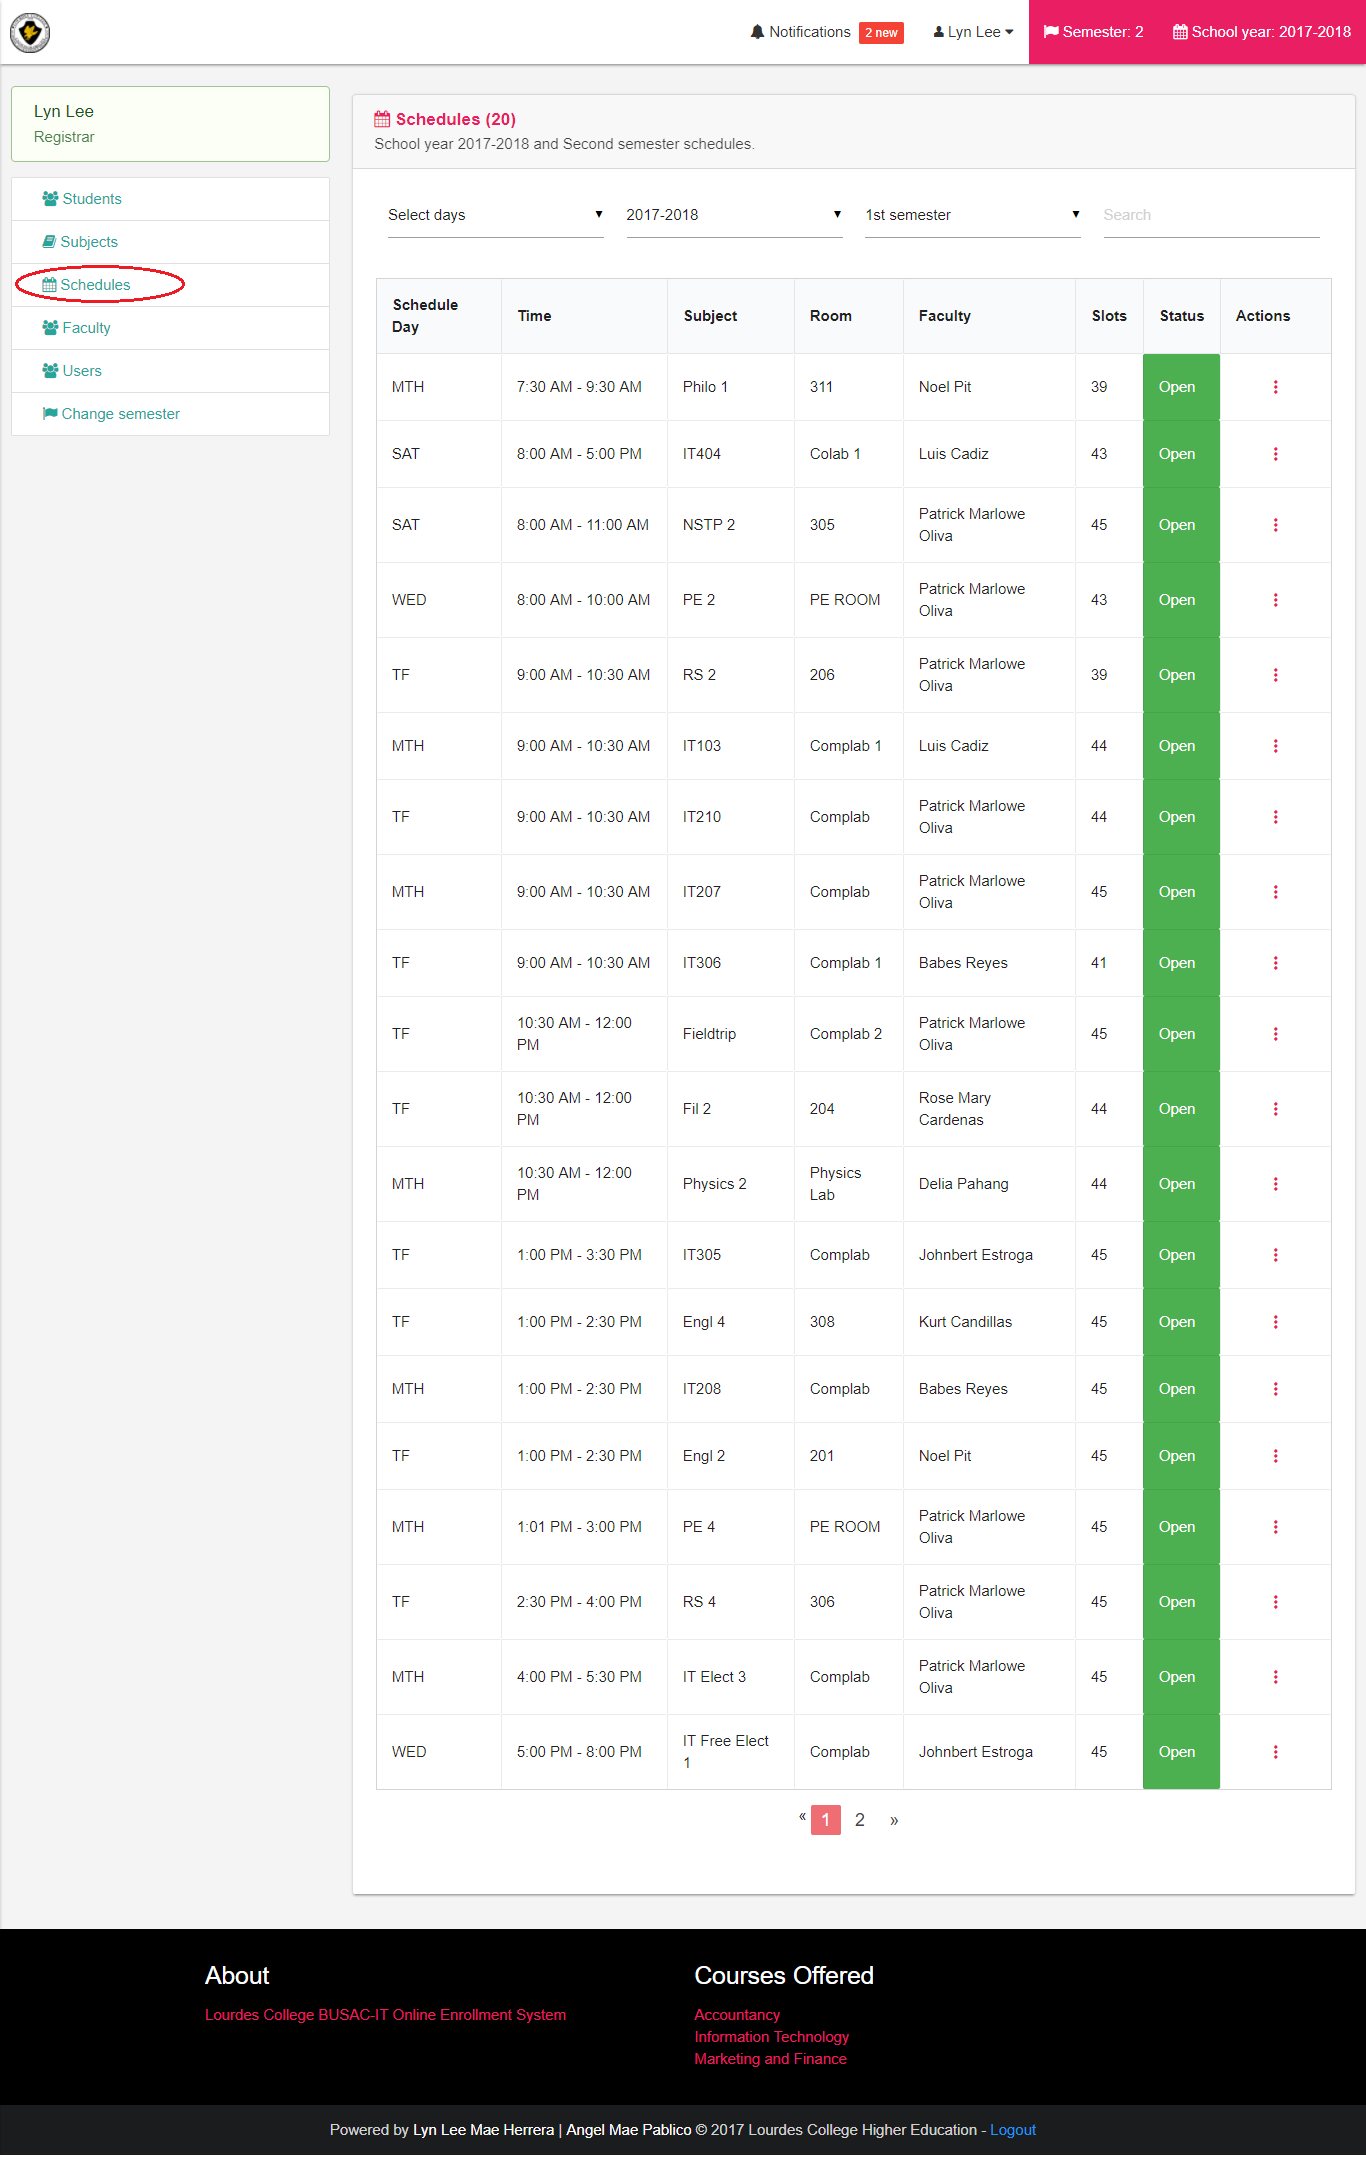 Notifications 2 new Lyn Lee Semester: 2 School year: 2017-2018
Lyn Lee
Registrar
Students
Subjects
Schedules
Faculty
Users
Change semester
Schedules (20)
School year 2017-2018 and Second semester schedules.
Select days ▼ 2017-2018 ▼ 1st semester ▼ Search
Schedule Day Time Subject Room Faculty Slots Status Actions
MTH 7:30 AM - 9:30 AM Philo 1 311 Noel Pit 39 Open
SAT 8:00 AM - 5:00 PM IT404 Colab 1 Luis Cadiz 43 Open
SAT 8:00 AM - 11:00 AM NSTP 2 305 Patrick Marlowe Oliva 45 Open
WED 8:00 AM - 10:00 AM PE 2 PE ROOM Patrick Marlowe Oliva 43 Open
TF 9:00 AM - 10:30 AM RS 2 206 Patrick Marlowe Oliva 39 Open
MTH 9:00 AM - 10:30 AM IT103 Complab 1 Luis Cadiz 44 Open
TF 9:00 AM - 10:30 AM IT210 Complab Patrick Marlowe Oliva 44 Open
MTH 9:00 AM - 10:30 AM IT207 Complab Patrick Marlowe Oliva 45 Open
TF 9:00 AM - 10:30 AM IT306 Complab 1 Babes Reyes 41 Open
TF 10:30 AM - 12:00 PM Fieldtrip Complab 2 Patrick Marlowe Oliva 45 Open
TF 10:30 AM - 12:00 PM Fil 2 204 Rose Mary Cardenas 44 Open
MTH 10:30 AM - 12:00 PM Physics 2 Physics Lab Delia Pahang 44 Open
TF 1:00 PM - 3:30 PM IT305 Complab Johnbert Estroga 45 Open
TF 1:00 PM - 2:30 PM Engl 4 308 Kurt Candillas 45 Open
MTH 1:00 PM - 2:30 PM IT208 Complab Babes Reyes 45 Open
TF 1:00 PM - 2:30 PM Engl 2 201 Noel Pit 45 Open
MTH 1:01 PM - 3:00 PM PE 4 PE ROOM Patrick Marlowe Oliva 45 Open
TF 2:30 PM - 4:00 PM RS 4 306 Patrick Marlowe Oliva 45 Open
MTH 4:00 PM - 5:30 PM IT Elect 3 Complab Patrick Marlowe Oliva 45 Open
WED 5:00 PM - 8:00 PM IT Free Elect 1 Complab Johnbert Estroga 45 Open
« 1 2 »
About
Lourdes College BUSAC-IT Online Enrollment System
Courses Offered
Accountancy
Information Technology
Marketing and Finance
Powered by Lyn Lee Mae Herrera | Angel Mae Pablico © 2017 Lourdes College Higher Education - Logout